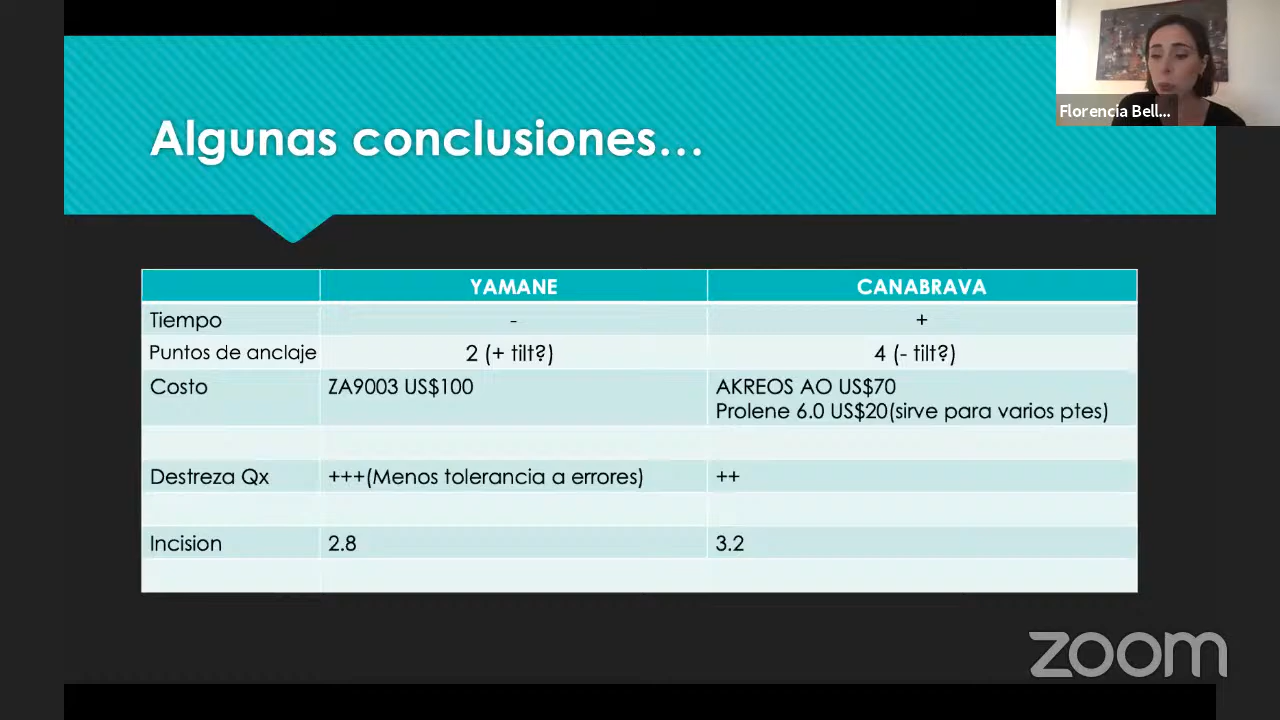 Florencia Bell...
Algunas conclusiones...
YAMANE CANABRAVA
Tiempo - +
Puntos de anclaje 2 (+ tilt?) 4 (- tilt?)
Costo ZA9003 US$100 AKREOS AO US$70
Prolene 6.0 US$20(sirve para varios ptes)
Destreza Qx +++(Menos tolerancia a errores) ++
Incision 2.8 3.2
zoom